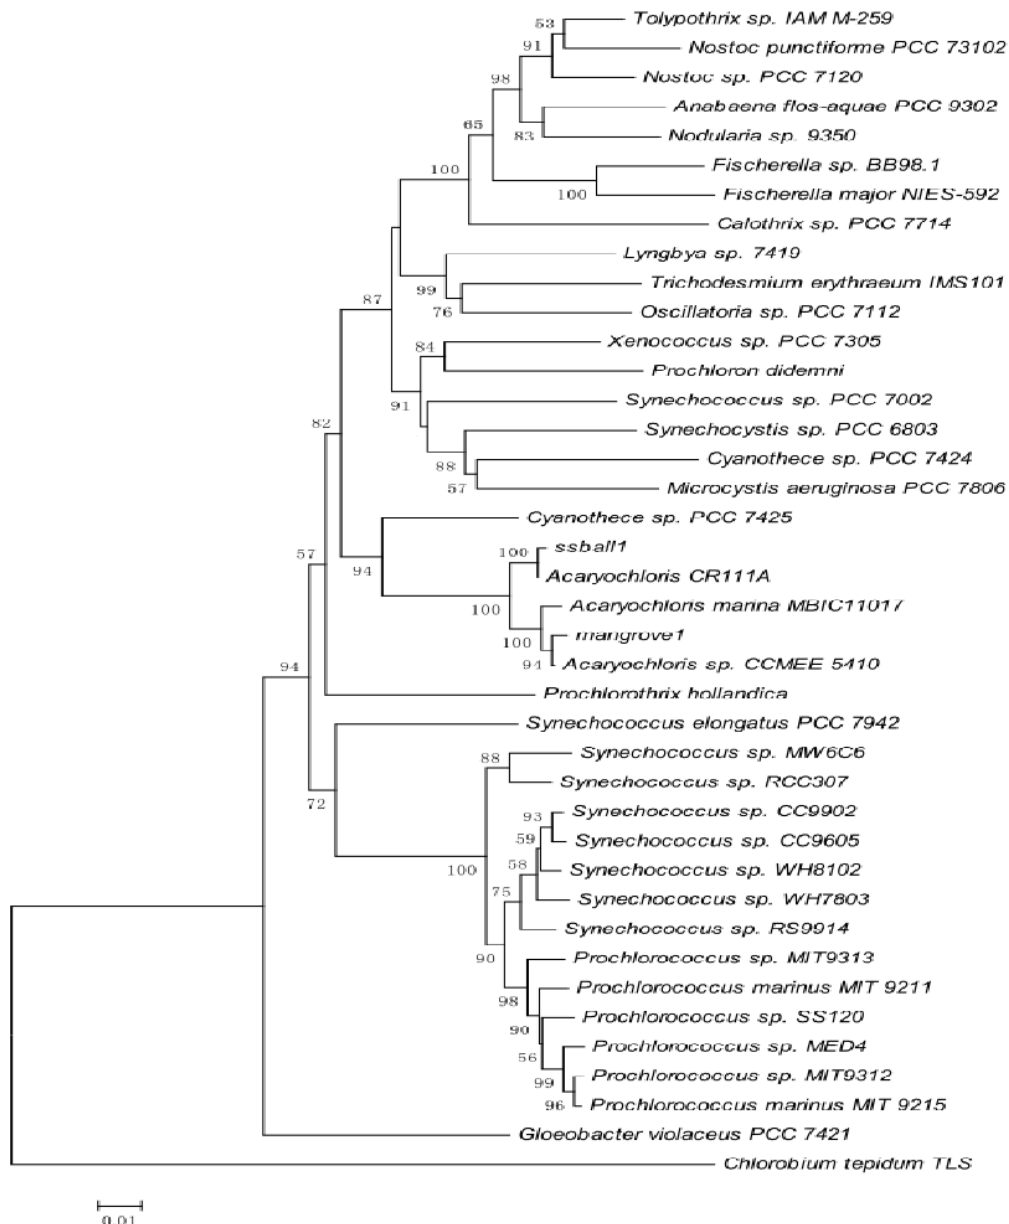 Tolypothrix sp. IAM M-259
53
Nostoc punctiforme PCC 73102
91
Nostoc sp. PCC 7120
98
Anabaena flos-aquae PCC 9302
65
83
Nodularia sp. 9350
Fischerella sp. BB98.1
100
100
Fischerella major NIES-592
Calothrix sp. PCC 7714
Lyngbya sp. 7419
99
Trichodesmium erythraeum IMS101
87
76
Oscillatoria sp. PCC 7112
Xenococcus sp. PCC 7305
84
Prochloron didemni
91
Synechococcus sp. PCC 7002
82
Synechocystis sp. PCC 6803
88
Cyanothece sp. PCC 7424
57
Microcystis aeruginosa PCC 7806
Cyanothece sp. PCC 7425
57
100
ssball1
94
Acaryochloris CR111A
100
Acaryochloris marina MBIC11017
100
mangrove1
94
94
Acaryochloris sp. CCMEE 5410
Prochlorothrix hollandica
Synechococcus elongatus PCC 7942
88
Synechococcus sp. MW6C6
Synechococcus sp. RCC307
72
93
Synechococcus sp. CC9902
59
Synechococcus sp. CC9605
100
58
Synechococcus sp. WH8102
75
Synechococcus sp. WH7803
Synechococcus sp. RS9914
90
Prochlorococcus sp. MIT9313
98
Prochlorococcus marinus MIT 9211
90
Prochlorococcus sp. SS120
56
Prochlorococcus sp. MED4
99
Prochlorococcus sp. MIT9312
96
Prochlorococcus marinus MIT 9215
Gloeobacter violaceus PCC 7421
Chlorobium tepidum TLS
0.01